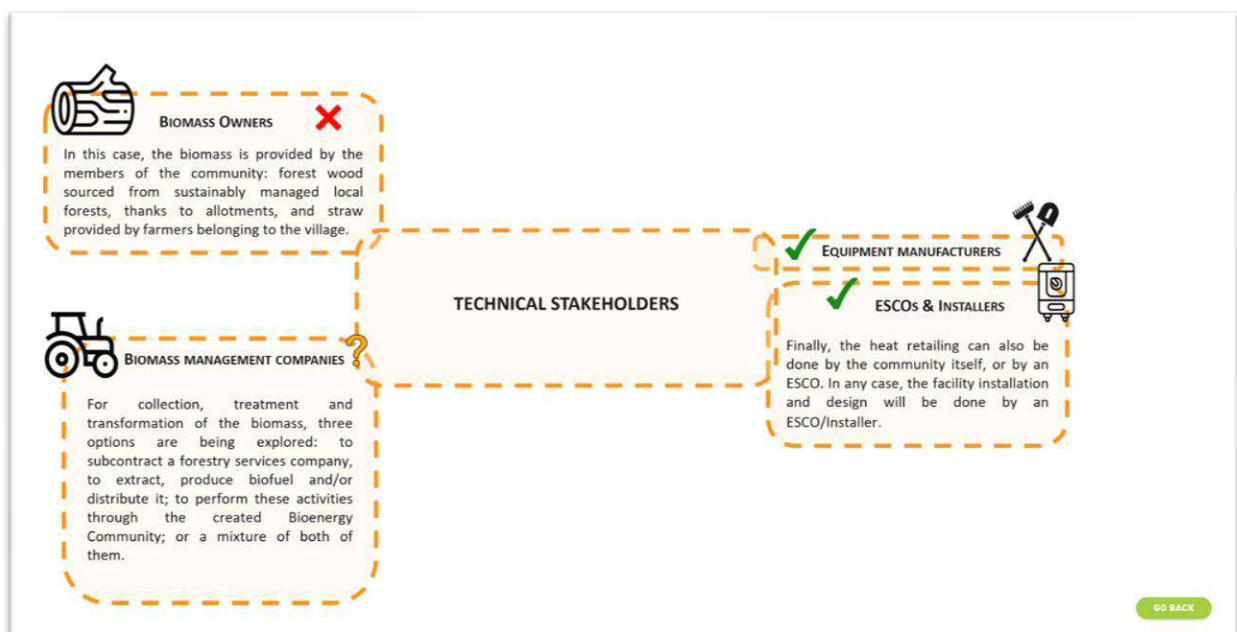 BIOMASS OWNERS
In this case, the biomass is provided by the
members of the community: forest wood
sourced from sustainably managed local
forests, thanks to allotments, and straw
provided by farmers belonging to the village.
BIOMASS MANAGEMENT COMPANIES
For collection, treatment and
transformation of the biomass, three
options are being explored: to
subcontract a forestry services company,
to extract, produce biofuel and/or
distribute it; to perform these activities
through the created Bioenergy
Community; or a mixture of both of
them.
TECHNICAL STAKEHOLDERS
EQUIPMENT MANUFACTURERS
ESCOS & INSTALLERS
Finally, the heat retailing can also be
done by the community itself, or by an
ESCO. In any case, the facility installation
and design will be done by an
ESCO/Installer.
GO BACK